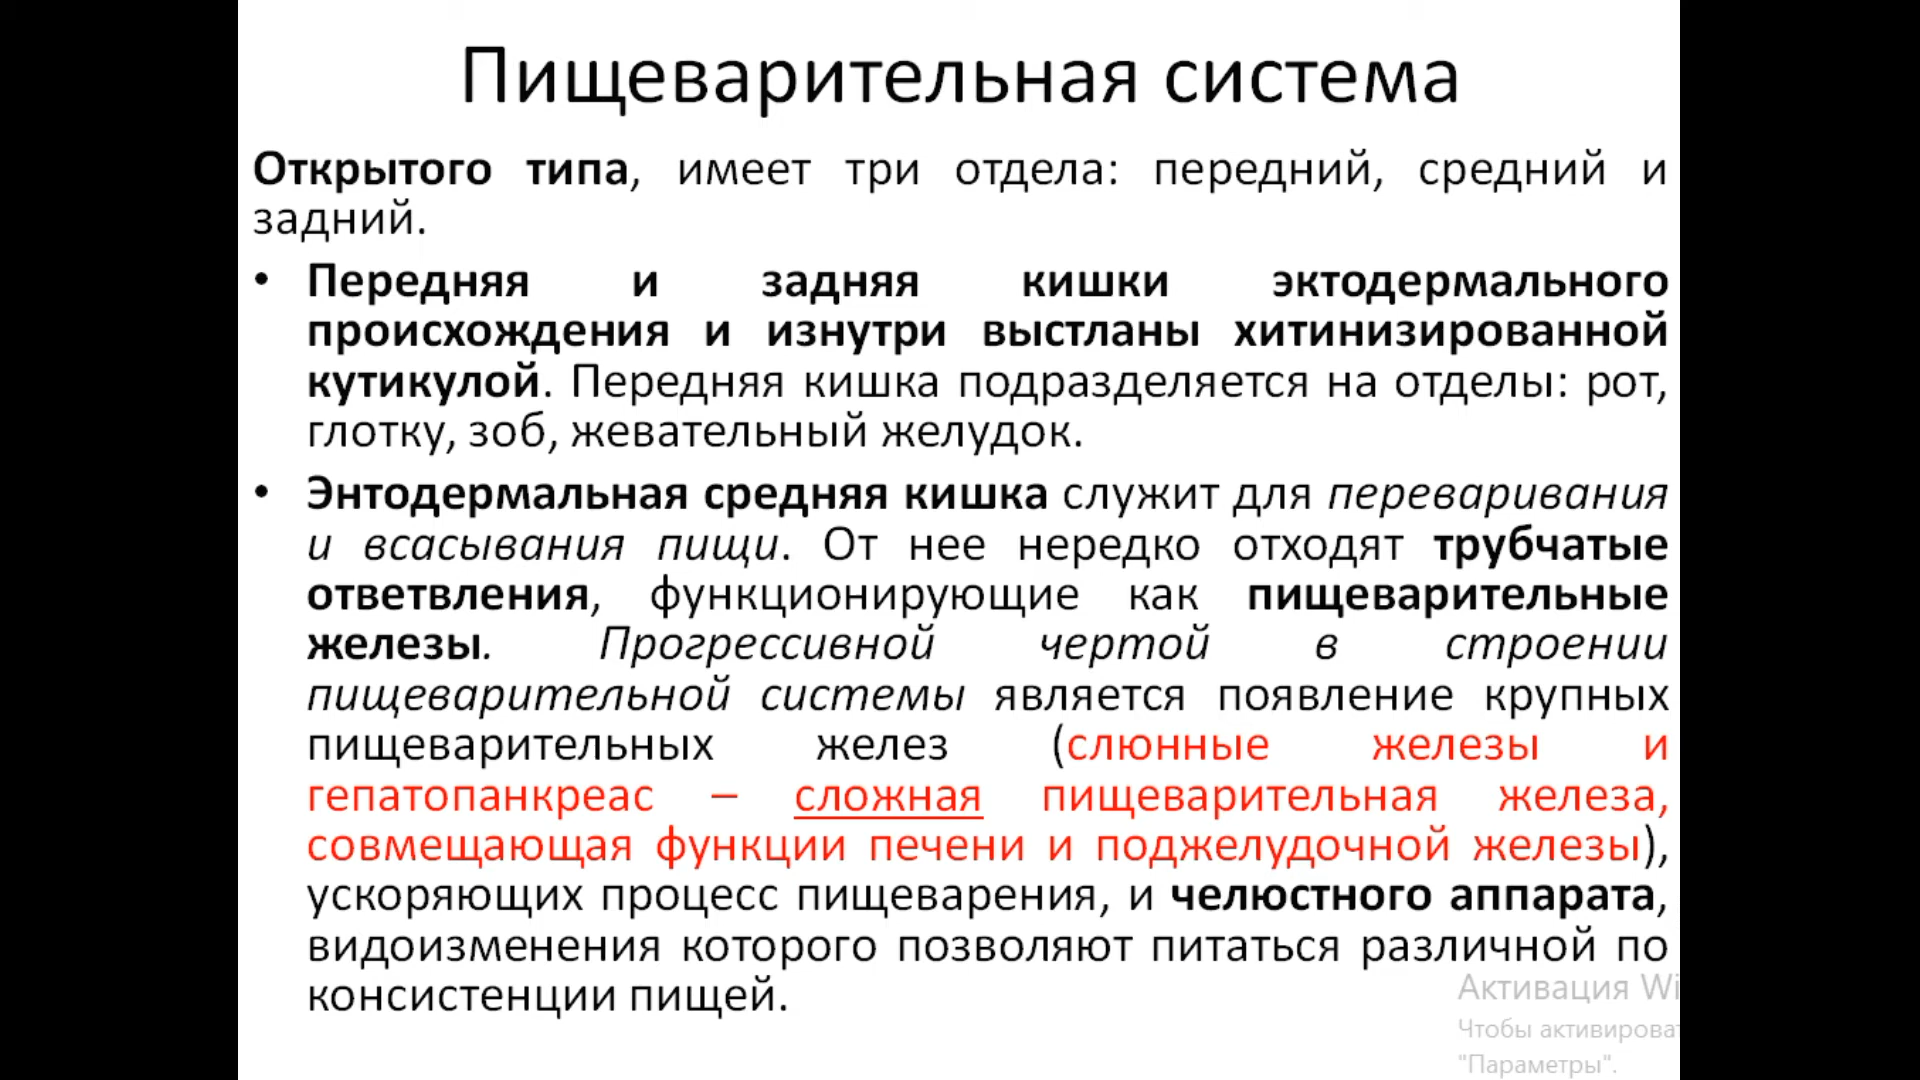 Пищеварительная система
Открытого типа, имеет три отдела: передний, средний и
задний.
• Передняя и задняя кишки эктодермального
происхождения и изнутри выстланы хитинизированной
кутикулой. Передняя кишка подразделяется на отделы: рот,
глотку, зоб, жевательный желудок.
• Энтодермальная средняя кишка служит для переваривания
и всасывания пищи. От нее нередко отходят трубчатые
ответвления, функционирующие как пищеварительные
железы. Прогрессивной чертой в строении
пищеварительной системы является появление крупных
пищеварительных желез (слюнные железы и
гепатопанкреас – сложная пищеварительная железа,
совмещающая функции печени и поджелудочной железы),
ускоряющих процесс пищеварения, и челюстного аппарата,
видоизменения которого позволяют питаться различной по
консистенции пищей.
Активация Wi
Чтобы активироват
"Параметры".